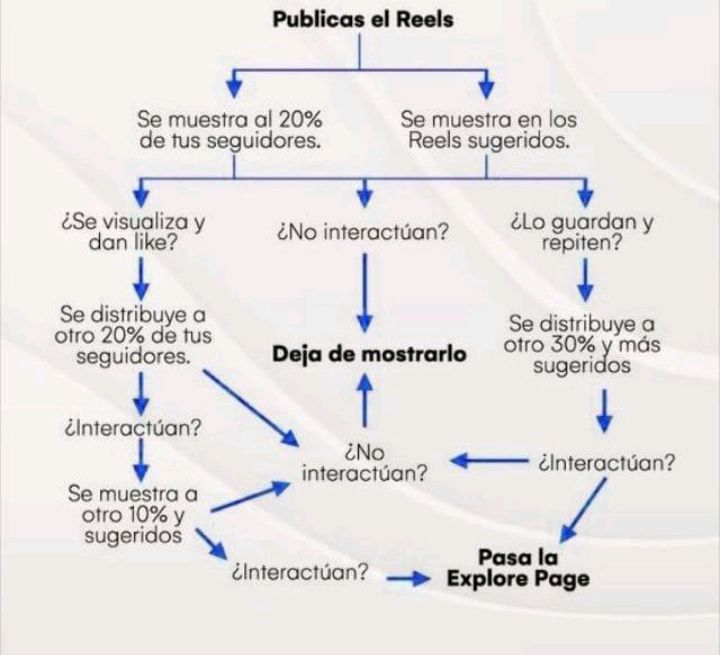 Publicas el Reels
Se muestra al 20%
de tus seguidores.
Se muestra en los
Reels sugeridos.
¿Se visualiza y
dan like?
¿No interactúan?
¿Lo guardan y
repiten?
Se distribuye a
otro 20% de tus
seguidores.
Deja de mostrarlo
Se distribuye a
otro 30% y más
sugeridos
¿Interactúan?
¿No
interactúan?
¿Interactúan?
Se muestra a
otro 10% y
sugeridos
¿Interactúan?
Pasa la
Explore Page